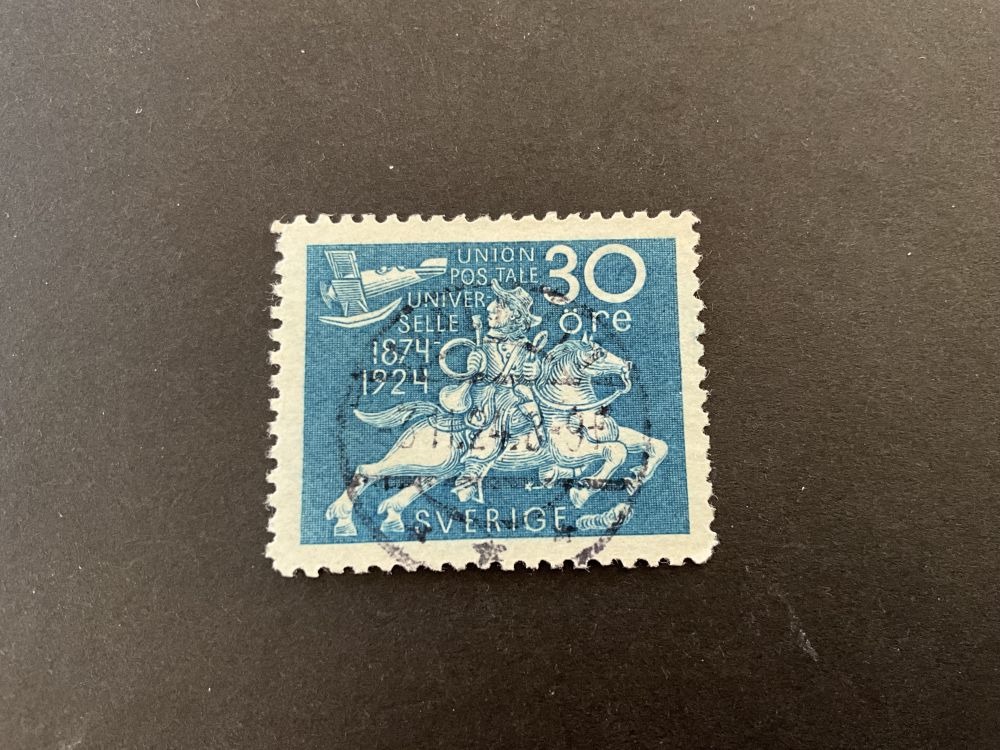 UNION
POSTALE
UNIVER-
SELLE
1874-
1924
30
öre
SVERIGE